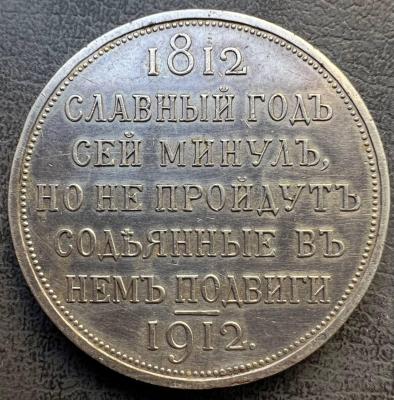 1812
СЛАВНЫЙ ГОДЪ
СЕЙ МИНУЛЪ,
НО НЕ ПРОЙДУТЪ
СОДѢЯННЫЕ ВЪ
НЕМЪ ПОДВИГИ
1912.